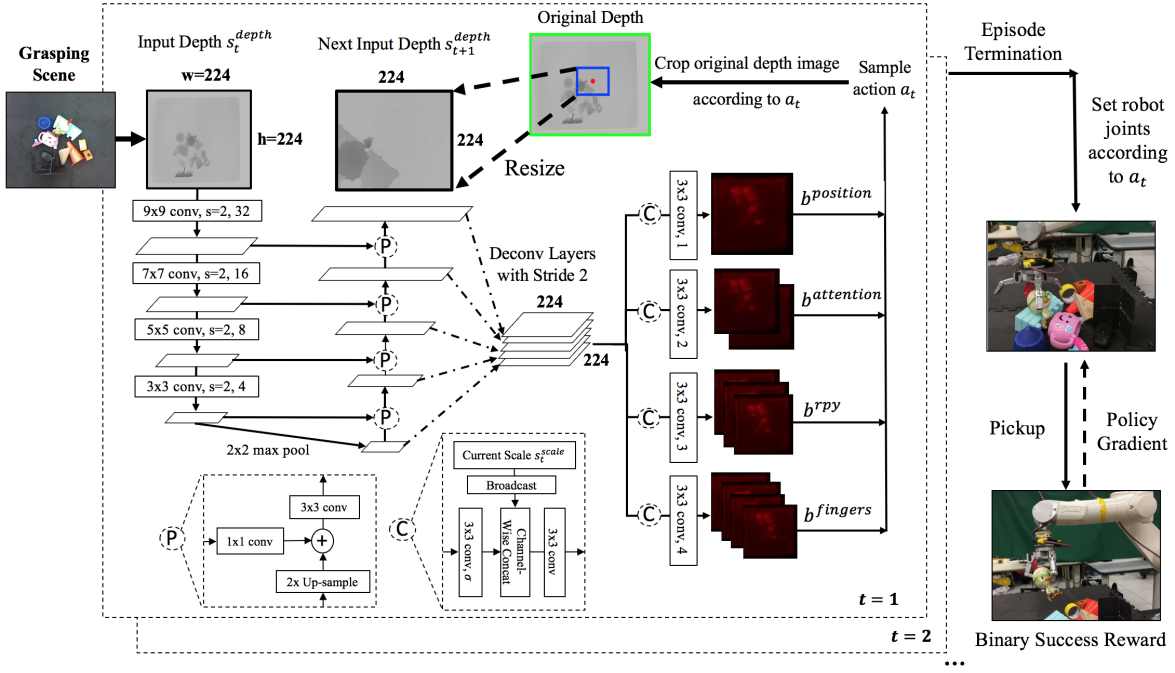 Original Depth
Input Depth s_t^{depth}
Next Input Depth s_{t+1}^{depth}
Grasping
Scene
w=224
224
h=224
224
Resize
Crop original depth image
according to a_t
Sample
action a_t
Episode
Termination
Set robot
joints
according
to a_t
9x9 conv, s=2, 32
7x7 conv, s=2, 16
5x5 conv, s=2, 8
3x3 conv, s=2, 4
2x2 max pool
P
P
P
P
Deconv Layers
with Stride 2
224
224
C
3x3 conv, 1
b^{position}
C
3x3 conv, 2
b^{attention}
C
3x3 conv, 3
b^{rpy}
C
3x3 conv, 4
b^{fingers}
P
1x1 conv
3x3 conv
+
2x Up-sample
C
Current Scale s_t^{scale}
Broadcast
3x3 conv, σ
Channel-
Wise Concat
3x3 conv
t = 1
t = 2
...
Pickup
Policy
Gradient
Binary Success Reward